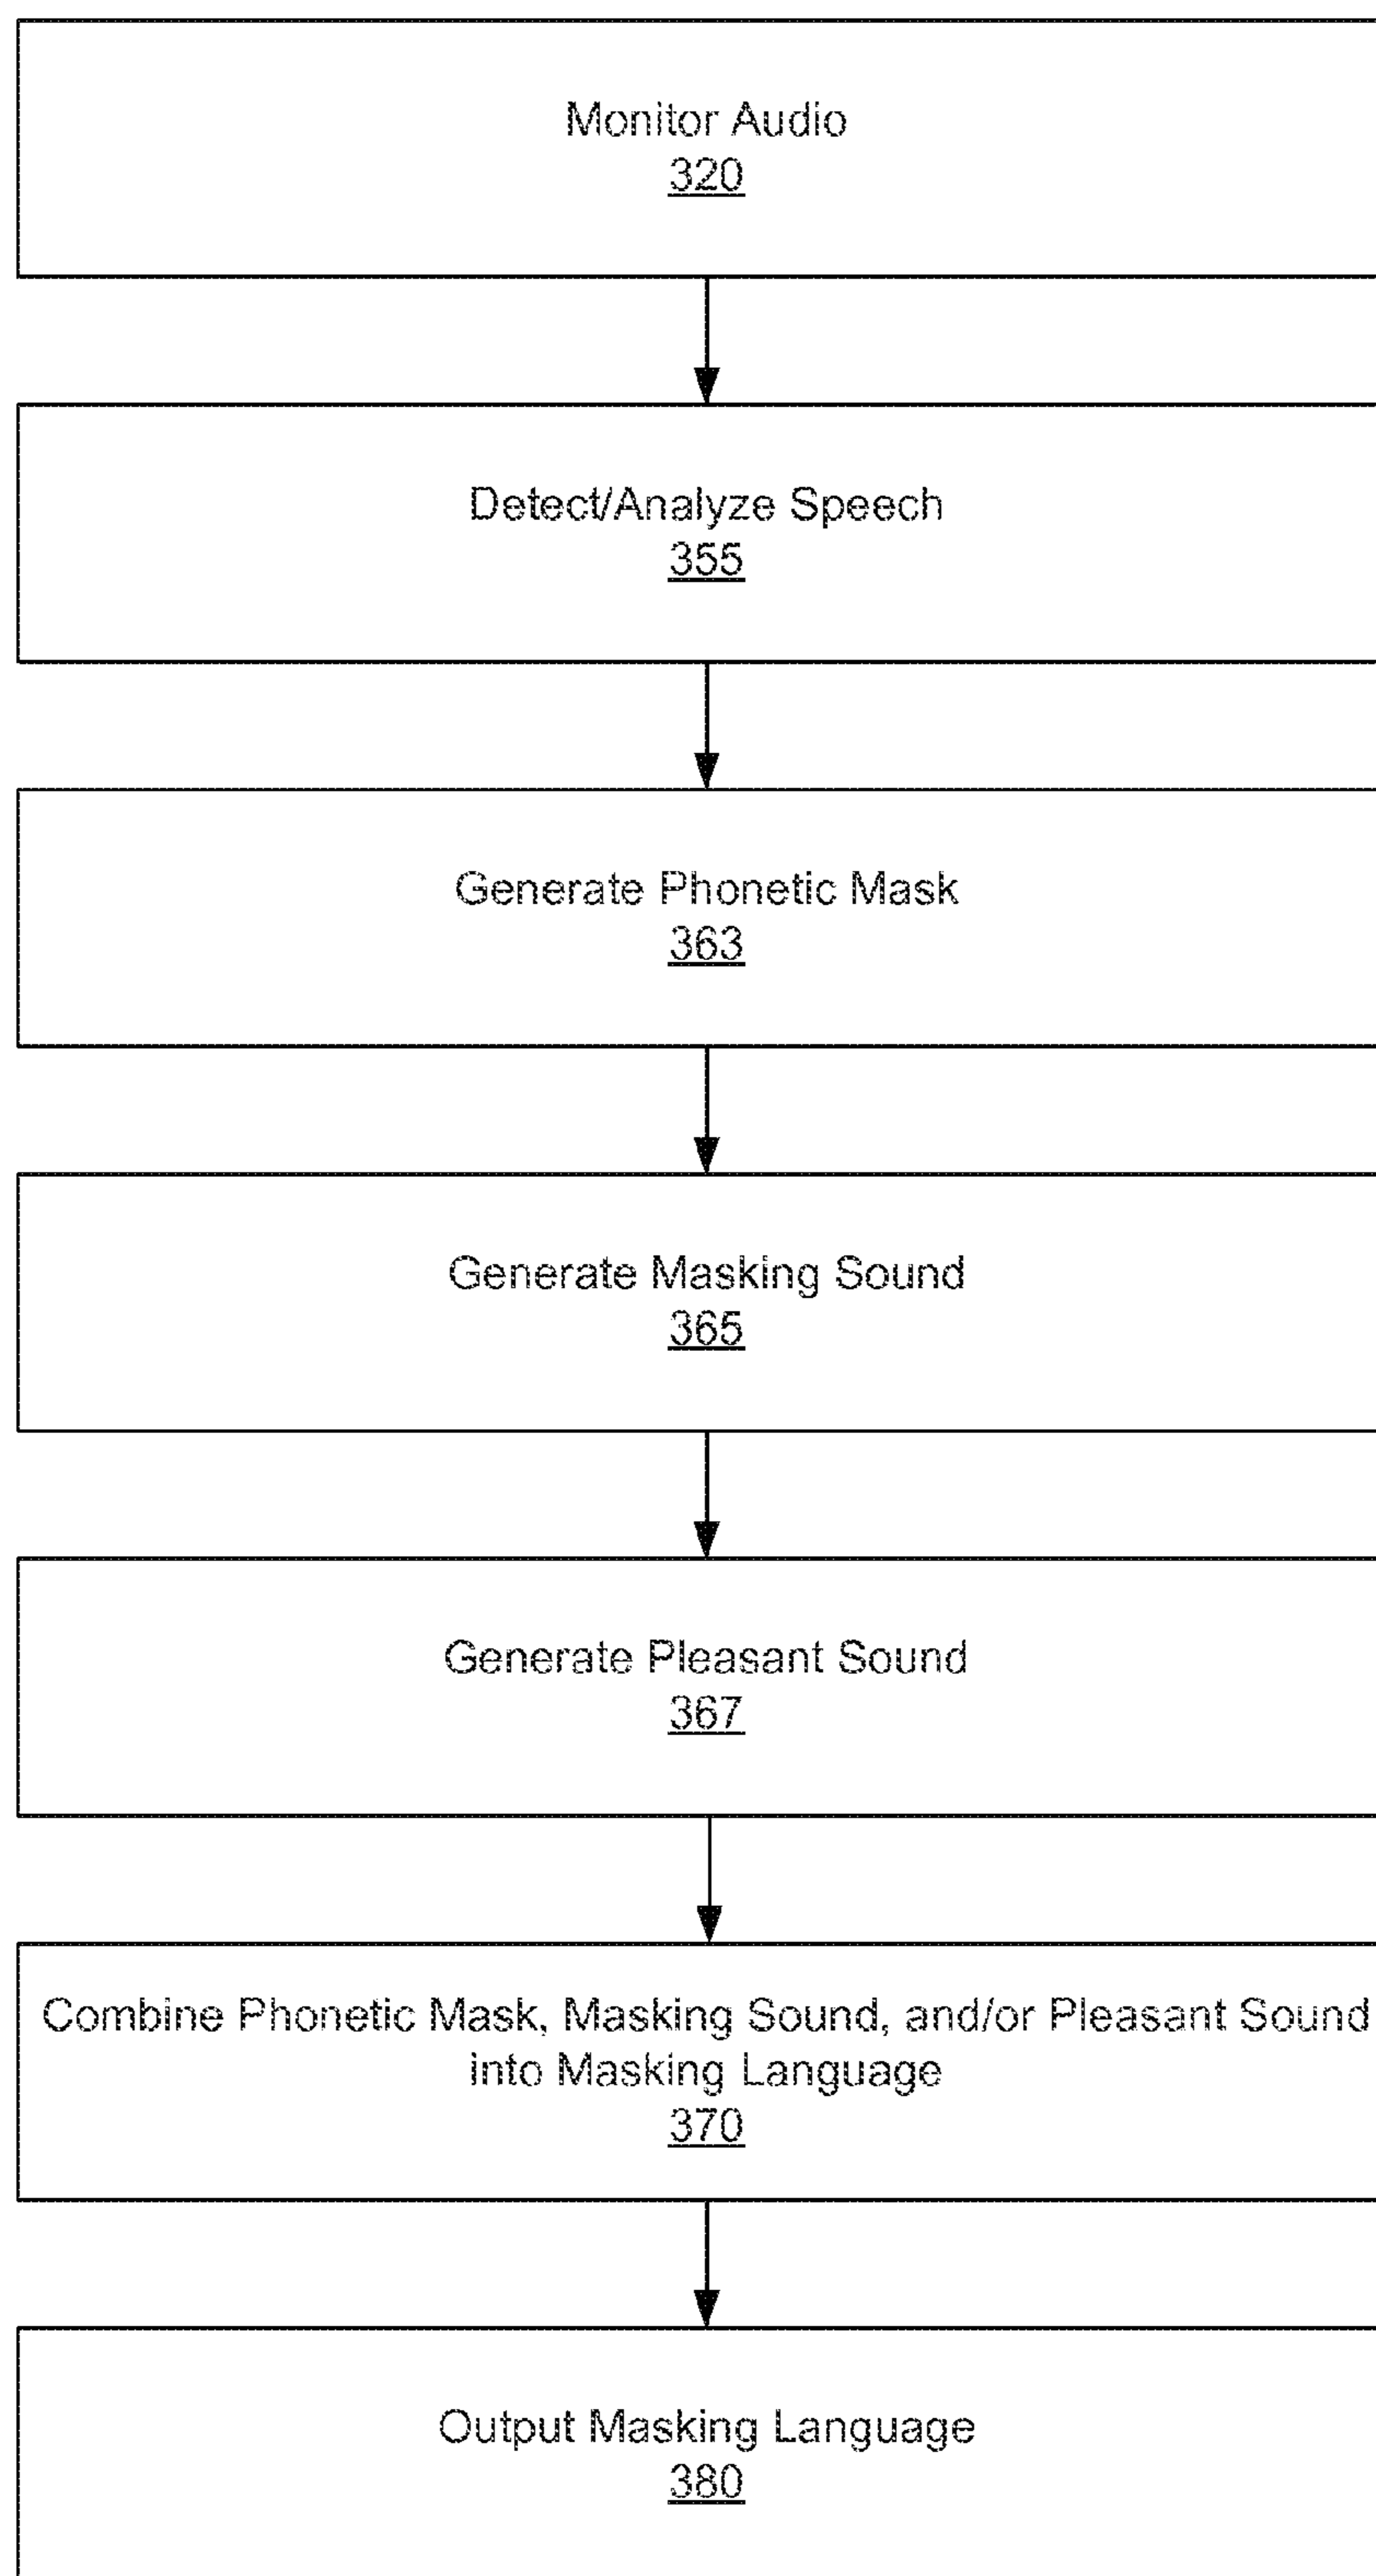 Monitor Audio
320
Detect/Analyze Speech
355
Generate Phonetic Mask
363
Generate Masking Sound
365
Generate Pleasant Sound
367
Combine Phonetic Mask, Masking Sound, and/or Pleasant Sound
into Masking Language
370
Output Masking Language
380